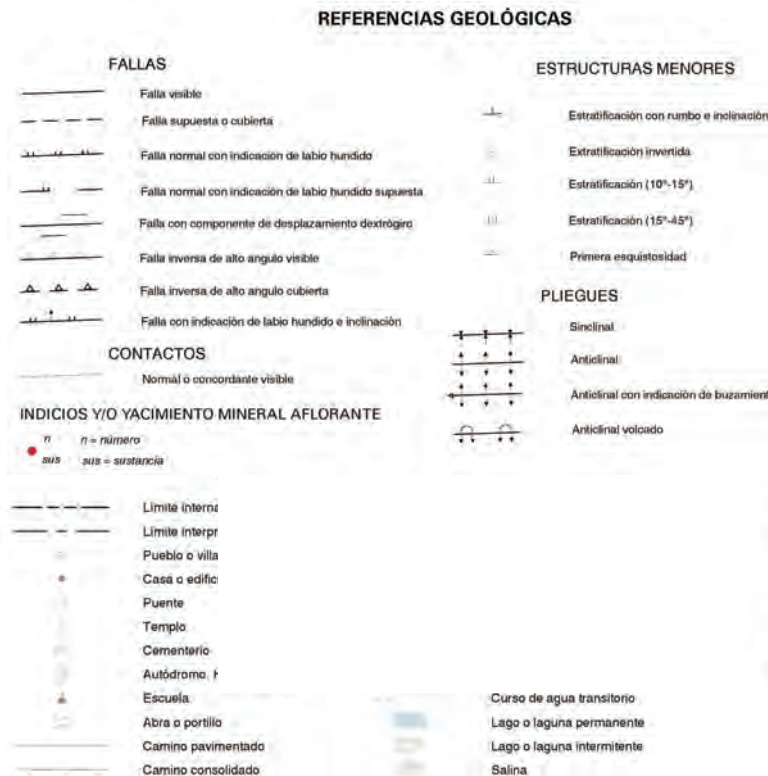 REFERENCIAS GEOLÓGICAS
FALLAS
Falla visible
Falla supuesta o cubierta
Falla normal con indicación de labio hundido
Falla normal con indicación de labio hundido supuesta
Falla con componente de desplazamiento dextrógiro
Falla inversa de alto angulo visible
Falla inversa de alto angulo cubierta
Falla con indicación de labio hundido e inclinación
CONTACTOS
Normal o concordante visible
INDICIOS Y/O YACIMIENTO MINERAL AFLORANTE
n n = número
sus sus = sustancia
ESTRUCTURAS MENORES
Estratificación con rumbo e inclinación
Extratificación invertida
Estratificación (10°-15°)
Estratificación (15°-45°)
Primera esquistosidad
PLIEGUES
Sinclinal
Anticlinal
Anticlinal con indicación de buzamient
Anticlinal volcado
Límite interna
Límite interpr
Pueblo o villa
Casa o edific
Puente
Templo
Cementerio
Autódromo. H
Escuela
Abra o portillo
Camino pavimentado
Camino consolidado
Curso de agua transitorio
Lago o laguna permanente
Lago o laguna intermitente
Salina